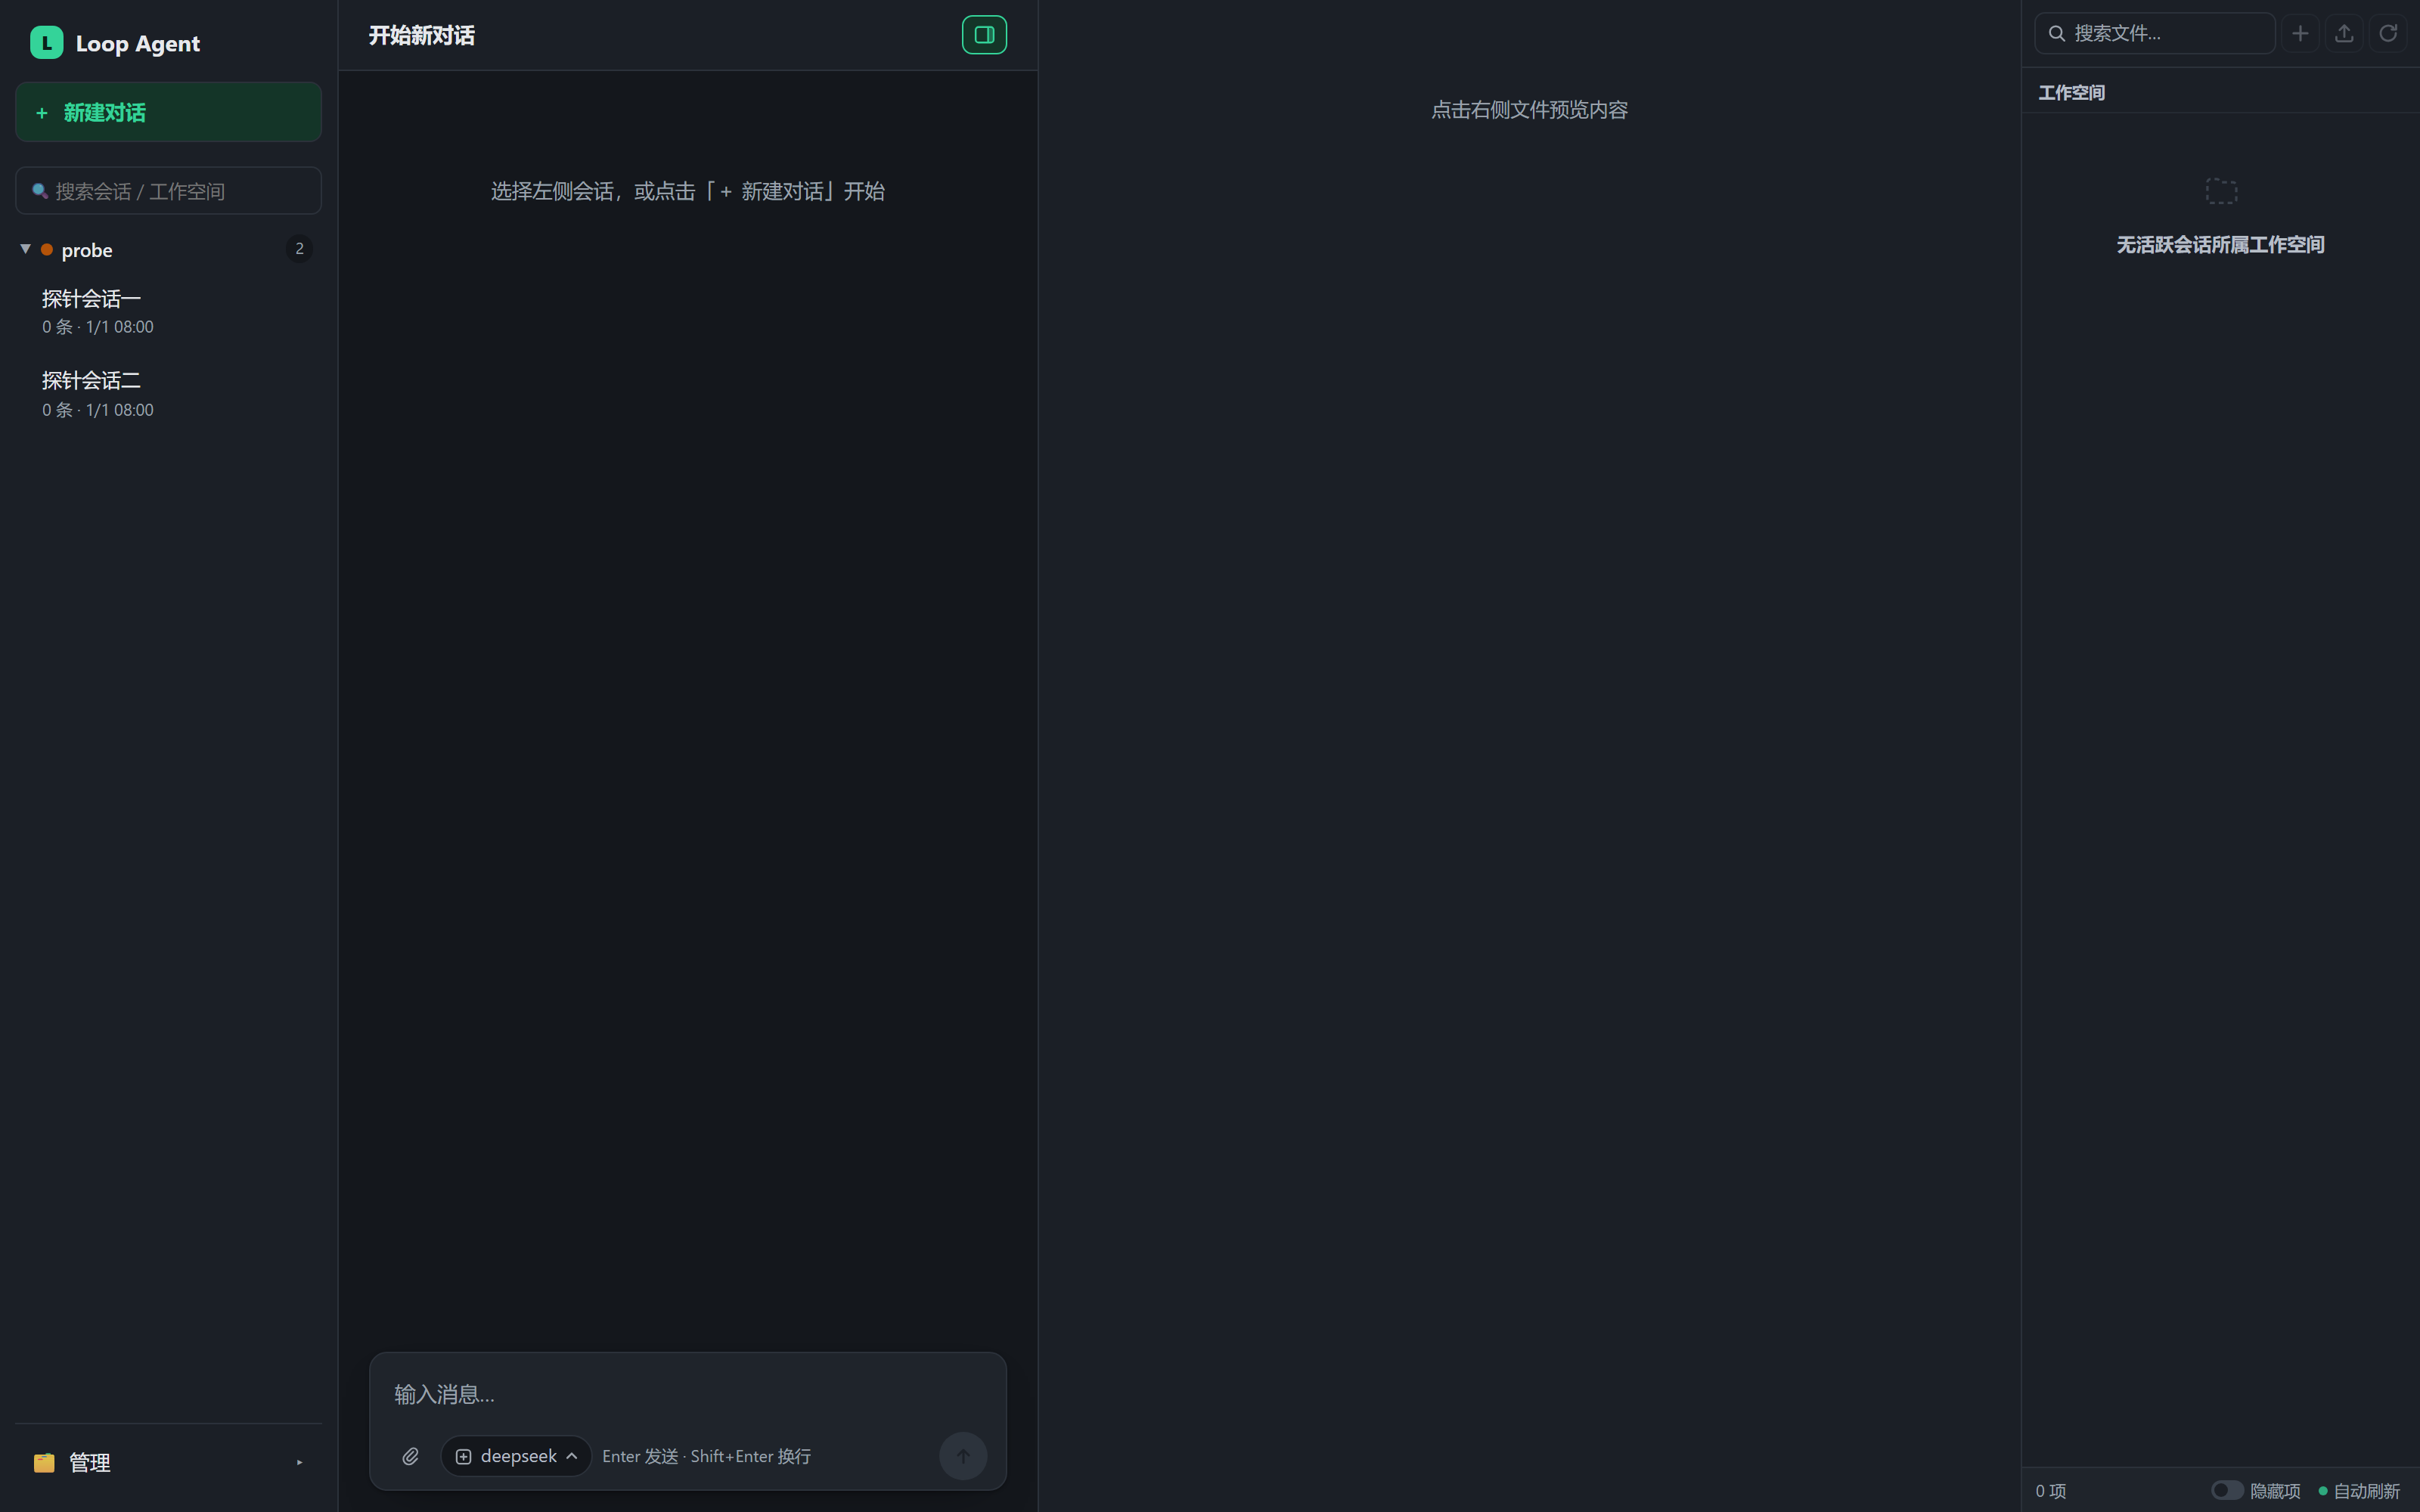 L Loop Agent
+ 新建对话
搜索会话 / 工作空间
probe 2
探针会话一
0 条 · 1/1 08:00
探针会话二
0 条 · 1/1 08:00
管理
开始新对话
选择左侧会话，或点击「 + 新建对话」开始
输入消息...
deepseek Enter 发送 · Shift+Enter 换行
点击右侧文件预览内容
搜索文件...
工作空间
无活跃会话所属工作空间
0 项 隐藏项 自动刷新